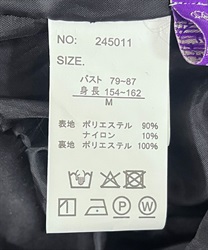 NO: 245011
SIZE.
バスト 79~87
身長 154~162
M
表地 ポリエステル 90%
ナイロン 10%
裏地 ポリエステル 100%
P
W